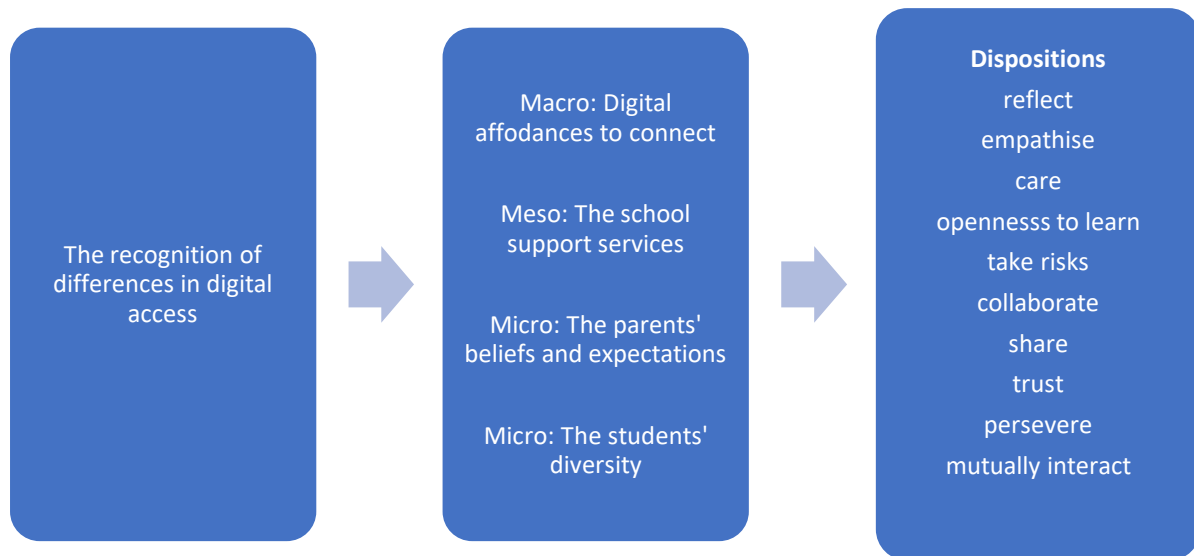 The recognition of
differences in digital
access
Macro: Digital
affodances to connect
Meso: The school
support services
Micro: The parents'
beliefs and expectations
Micro: The students'
diversity
Dispositions
reflect
empathise
care
opennesss to learn
take risks
collaborate
share
trust
persevere
mutually interact